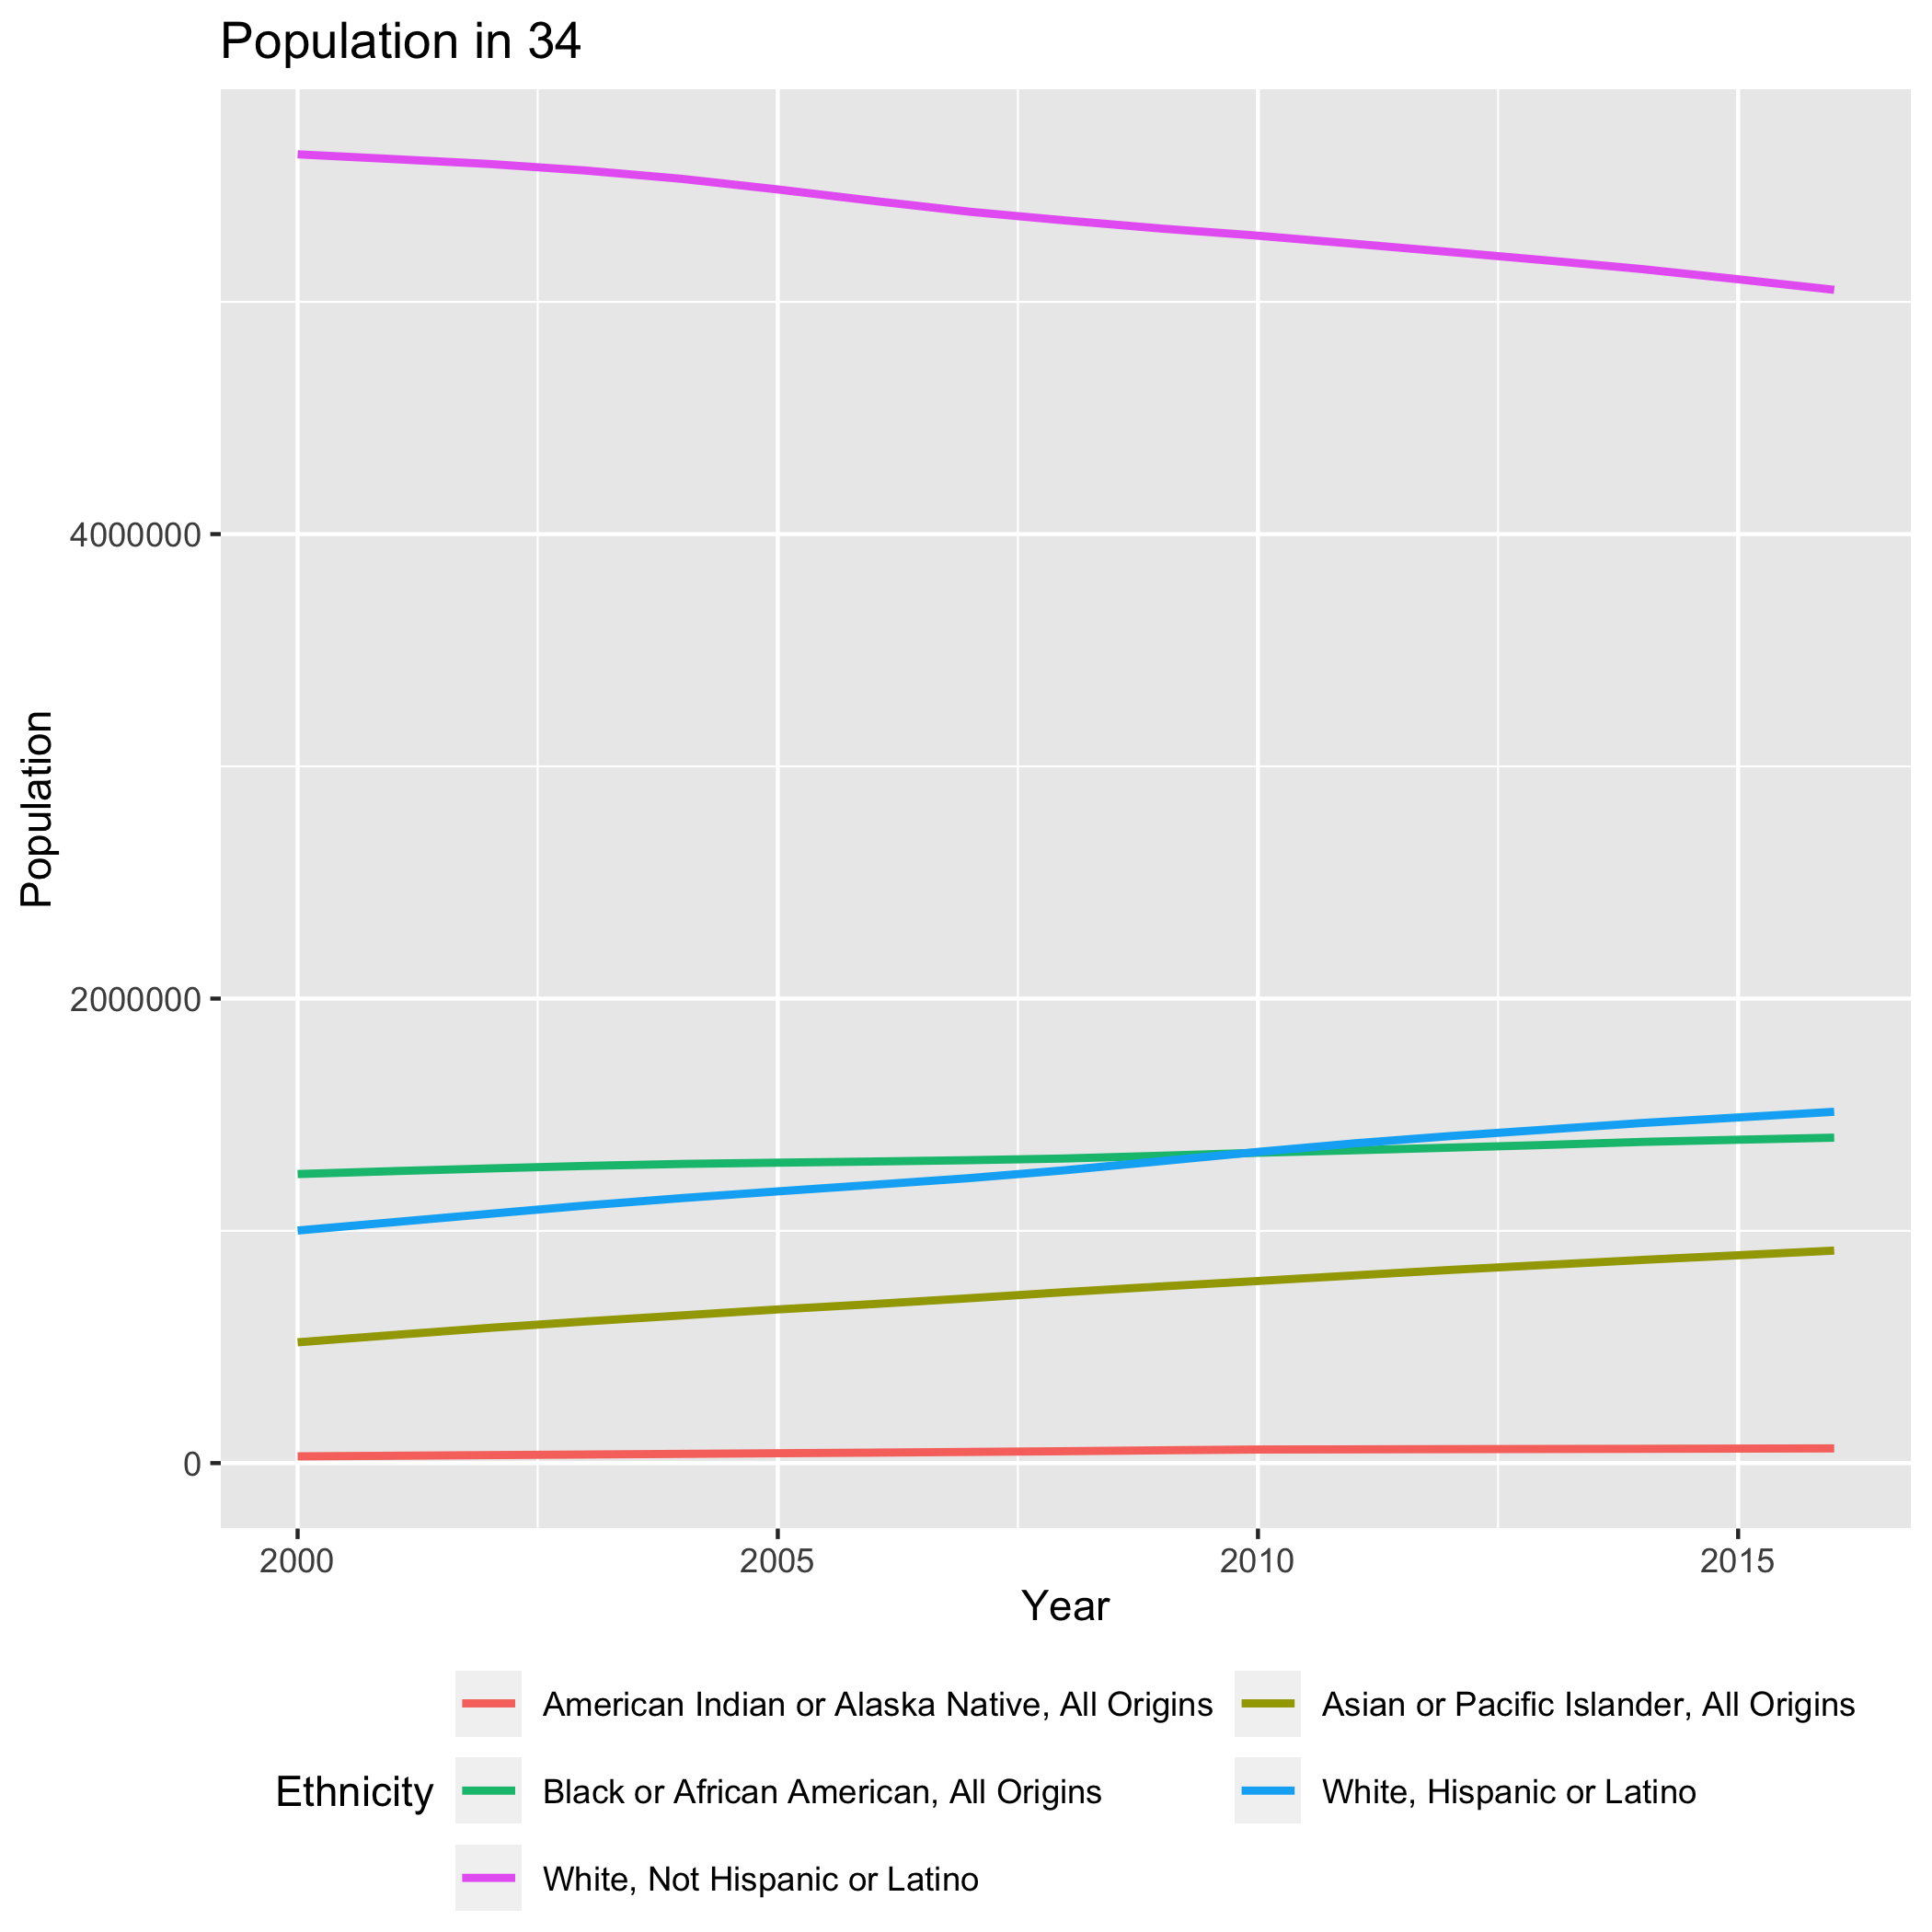 Population in 34
Population
4000000
2000000
0
2000 2005 2010 2015
Year
Ethnicity
American Indian or Alaska Native, All Origins
Asian or Pacific Islander, All Origins
Black or African American, All Origins
White, Hispanic or Latino
White, Not Hispanic or Latino